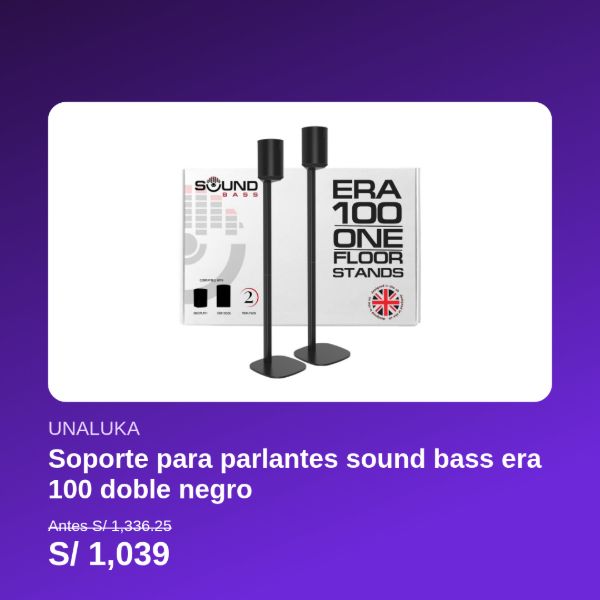 SOUND
BASS
ERA
100
ONE
FLOOR
STANDS
2
UNALUKA
Soporte para parlantes sound bass era
100 doble negro
Antes S/ 1,336.25
S/ 1,039